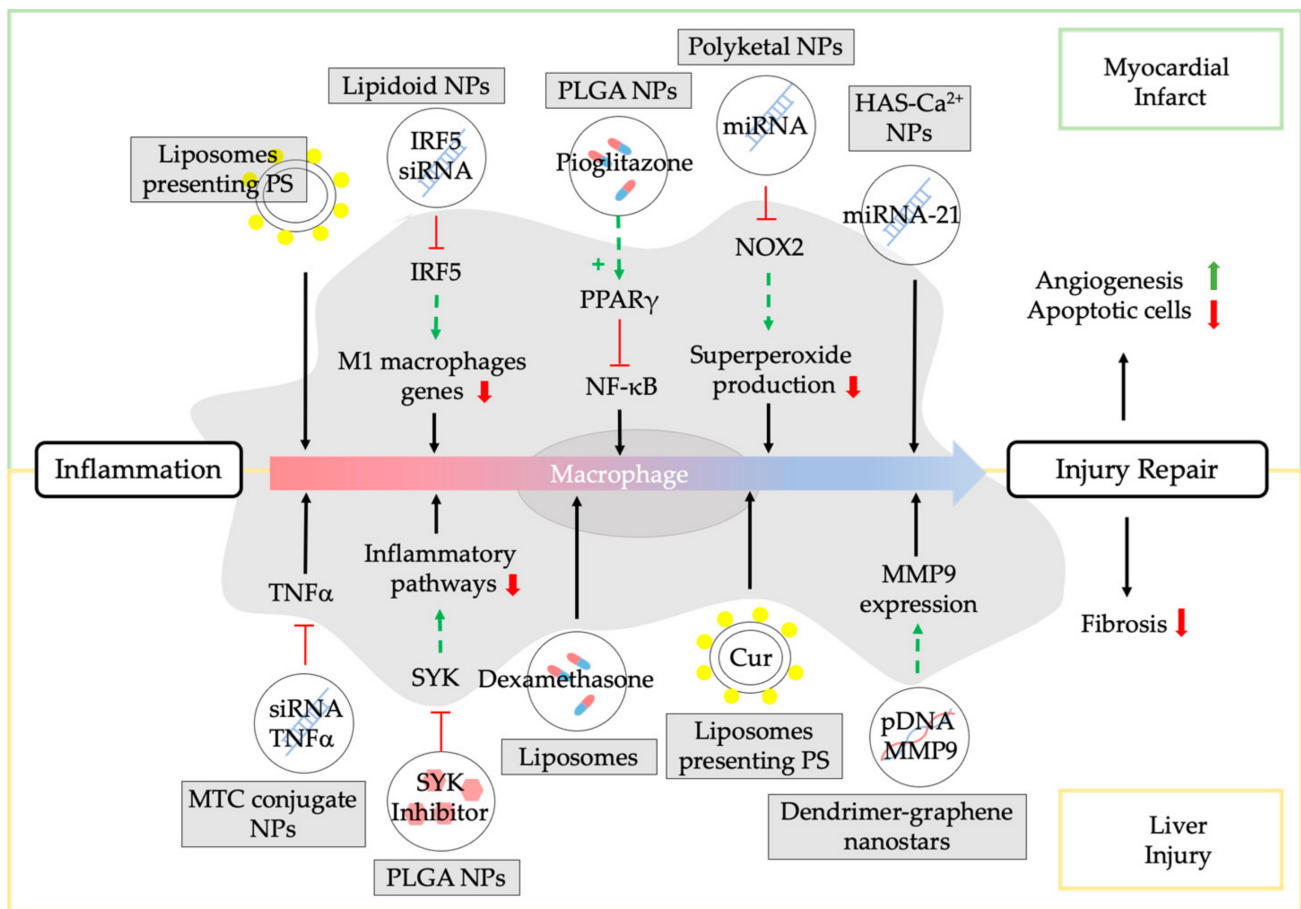 Polyketal NPs
Lipidoid NPs
PLGA NPs
HAS-Ca²⁺
NPs
Myocardial
Infarct
Liposomes
presenting PS
IRF5
siRNA
Pioglitazone
miRNA
miRNA-21
IRF5
+
PPARγ
NOX2
M1 macrophages
genes
NF-κB
Superperoxide
production
Angiogenesis
Apoptotic cells
Inflammation
Macrophage
Injury Repair
TNFα
Inflammatory
pathways
MMP9
expression
Fibrosis
SYK
Dexamethasone
Cur
siRNA
TNFα
pDNA
MMP9
Liposomes
Liposomes
presenting PS
MTC conjugate
NPs
SYK
Inhibitor
PLGA NPs
Dendrimer-graphene
nanostars
Liver
Injury